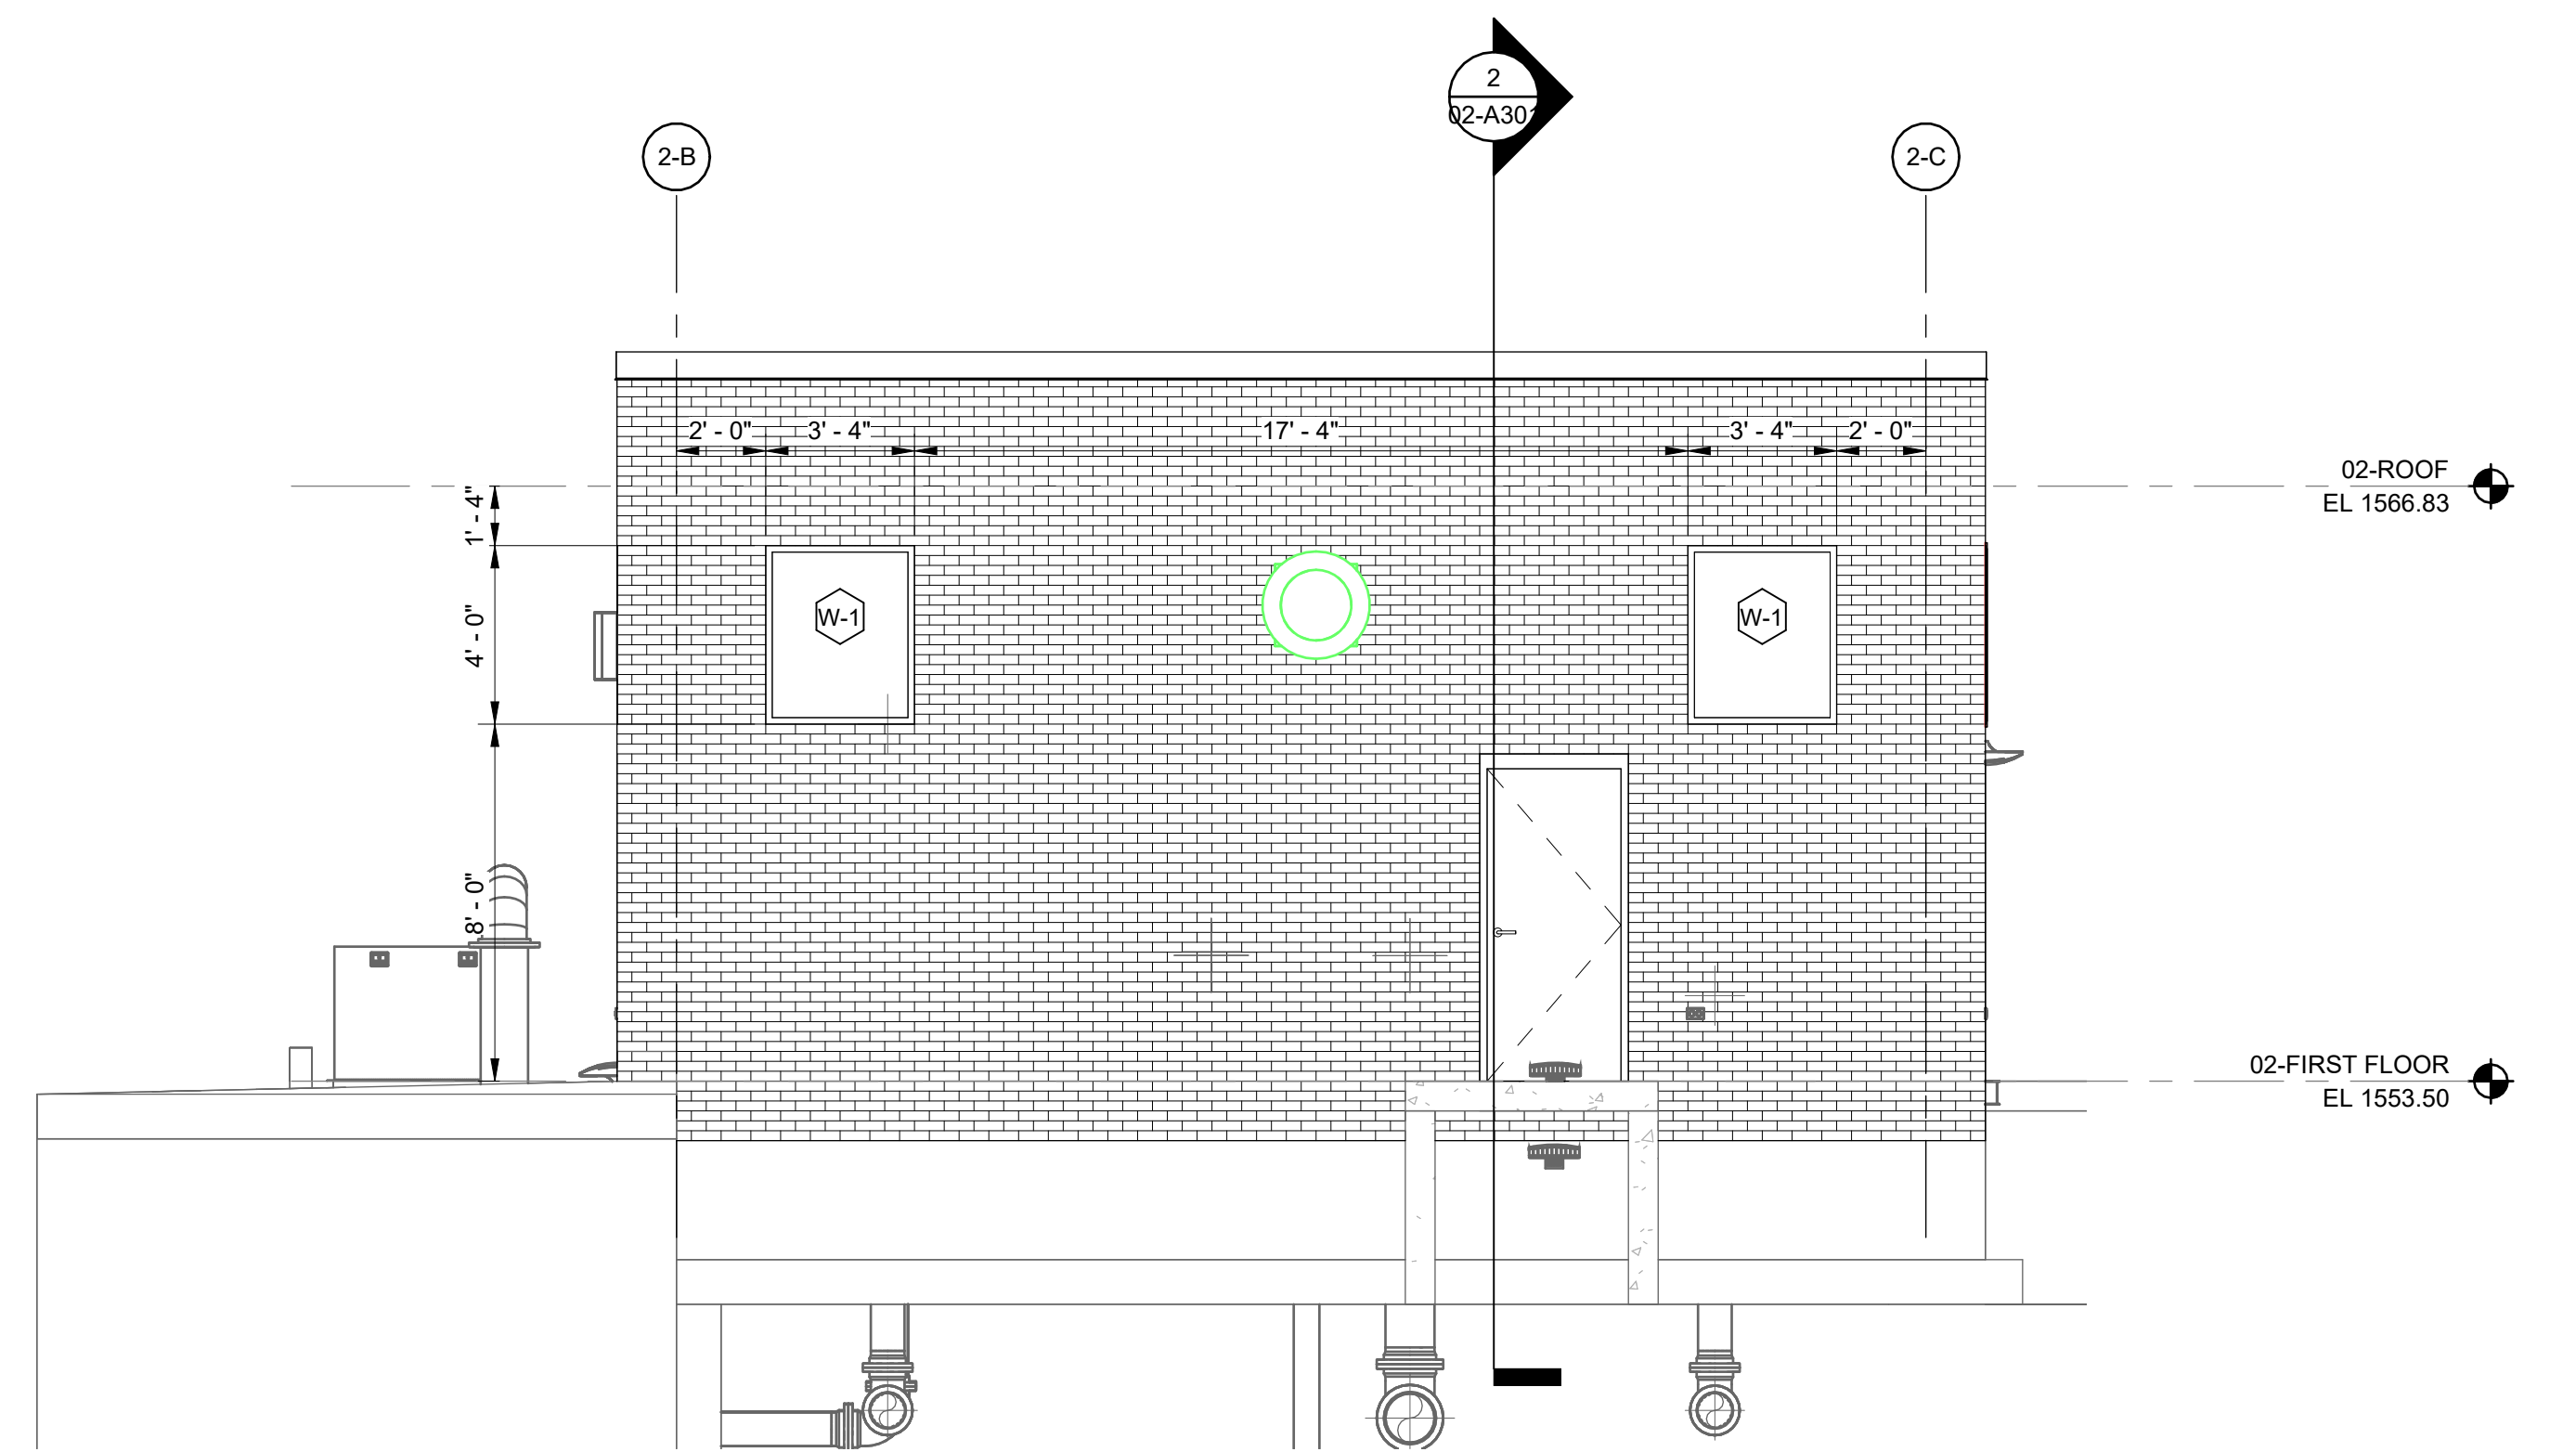 2
02-A301
2-B
2-C
2' - 0"
3' - 4"
17' - 4"
3' - 4"
2' - 0"
02-ROOF
EL 1566.83
1' - 4"
4' - 0"
W-1
W-1
8' - 0"
02-FIRST FLOOR
EL 1553.50